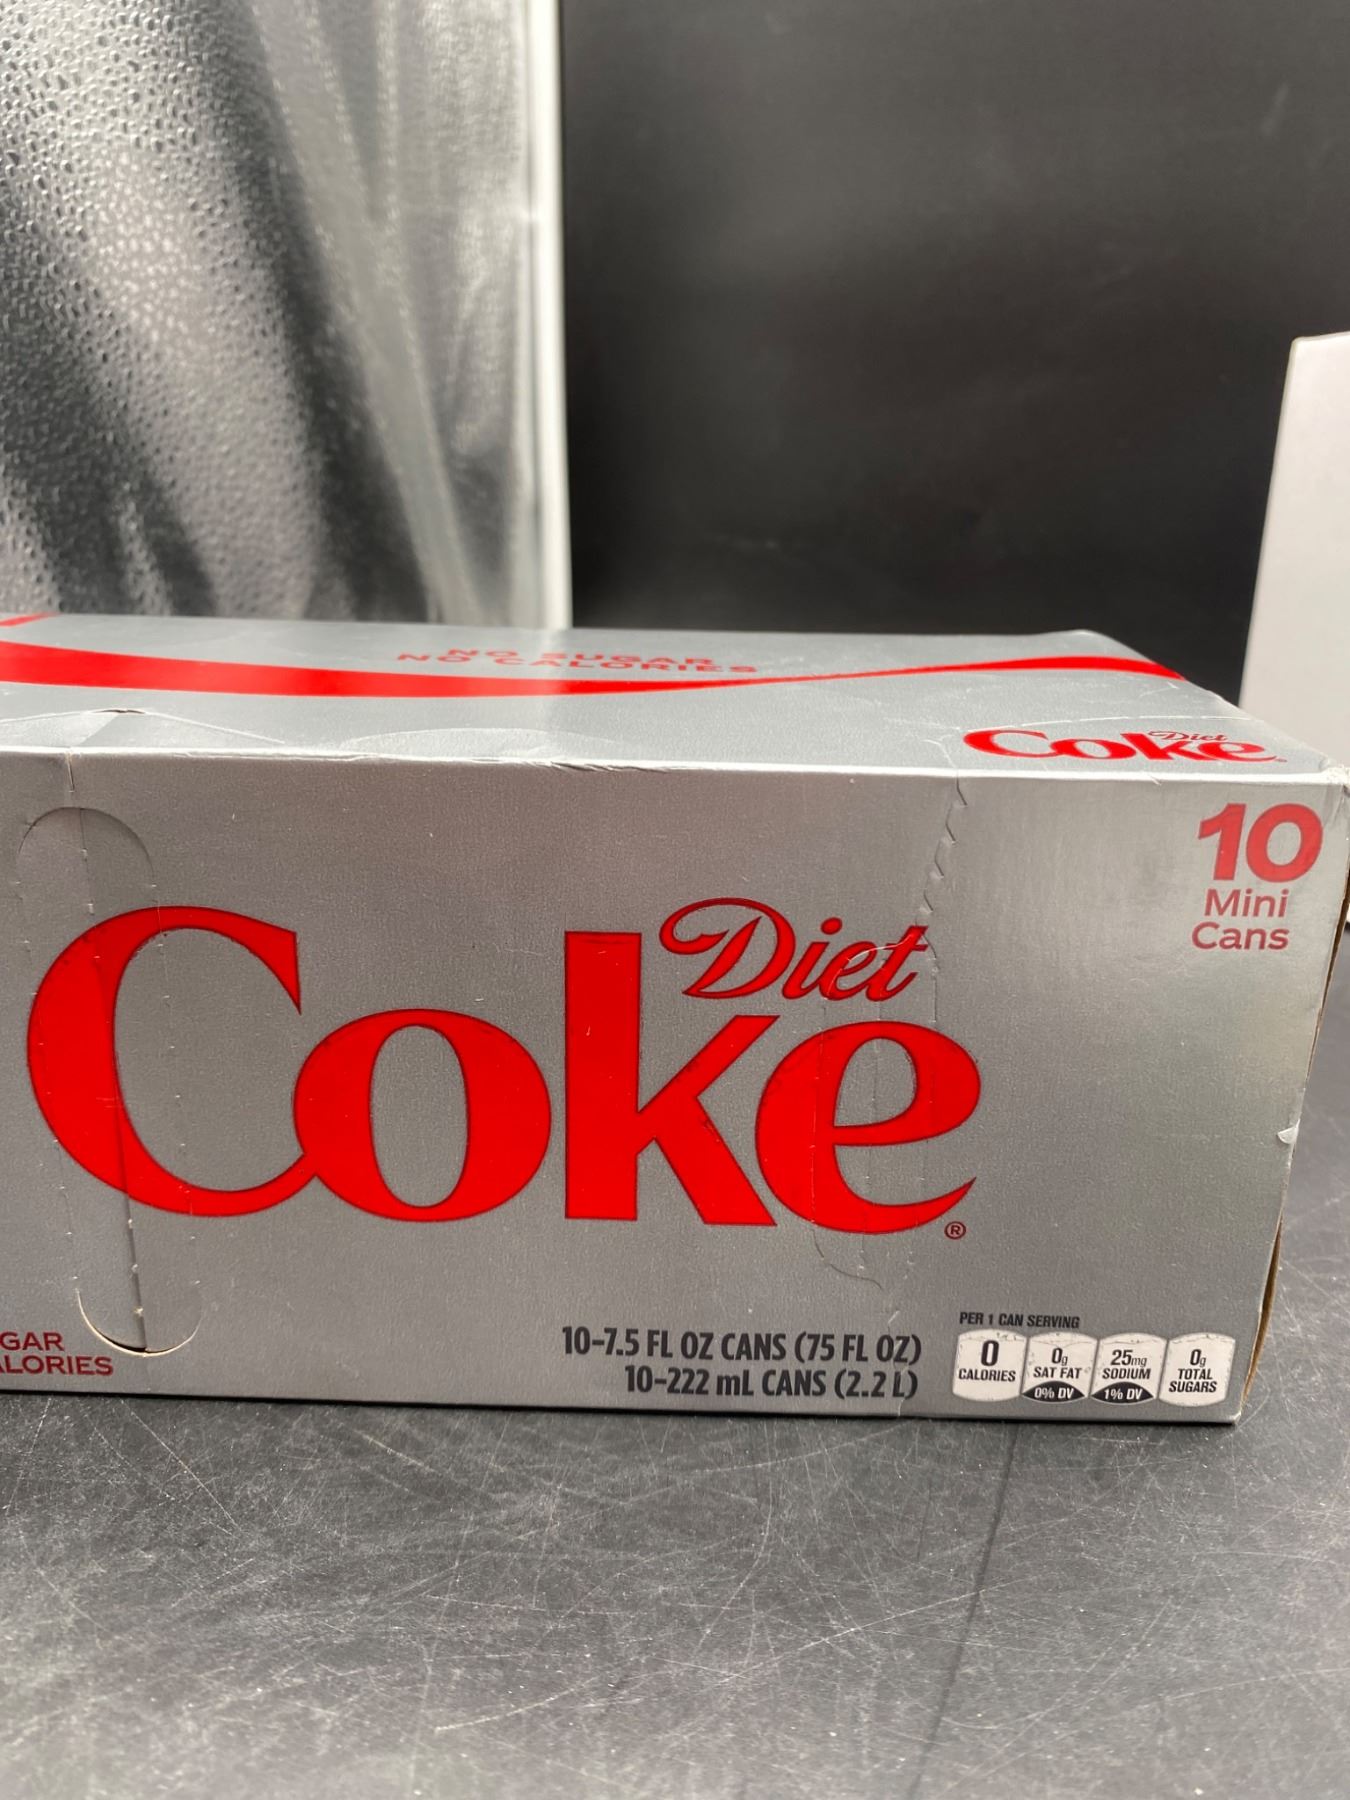 NO SUGAR
NO CALORIES
Diet
Coke
10
Mini
Cans
Diet
Coke®
GAR
ALORIES
10-7.5 FL OZ CANS (75 FL OZ)
10-222 mL CANS (2.2 L)
PER 1 CAN SERVING
0
CALORIES
0g
SAT FAT
0% DV
25mg
SODIUM
1% DV
0g
TOTAL
SUGARS